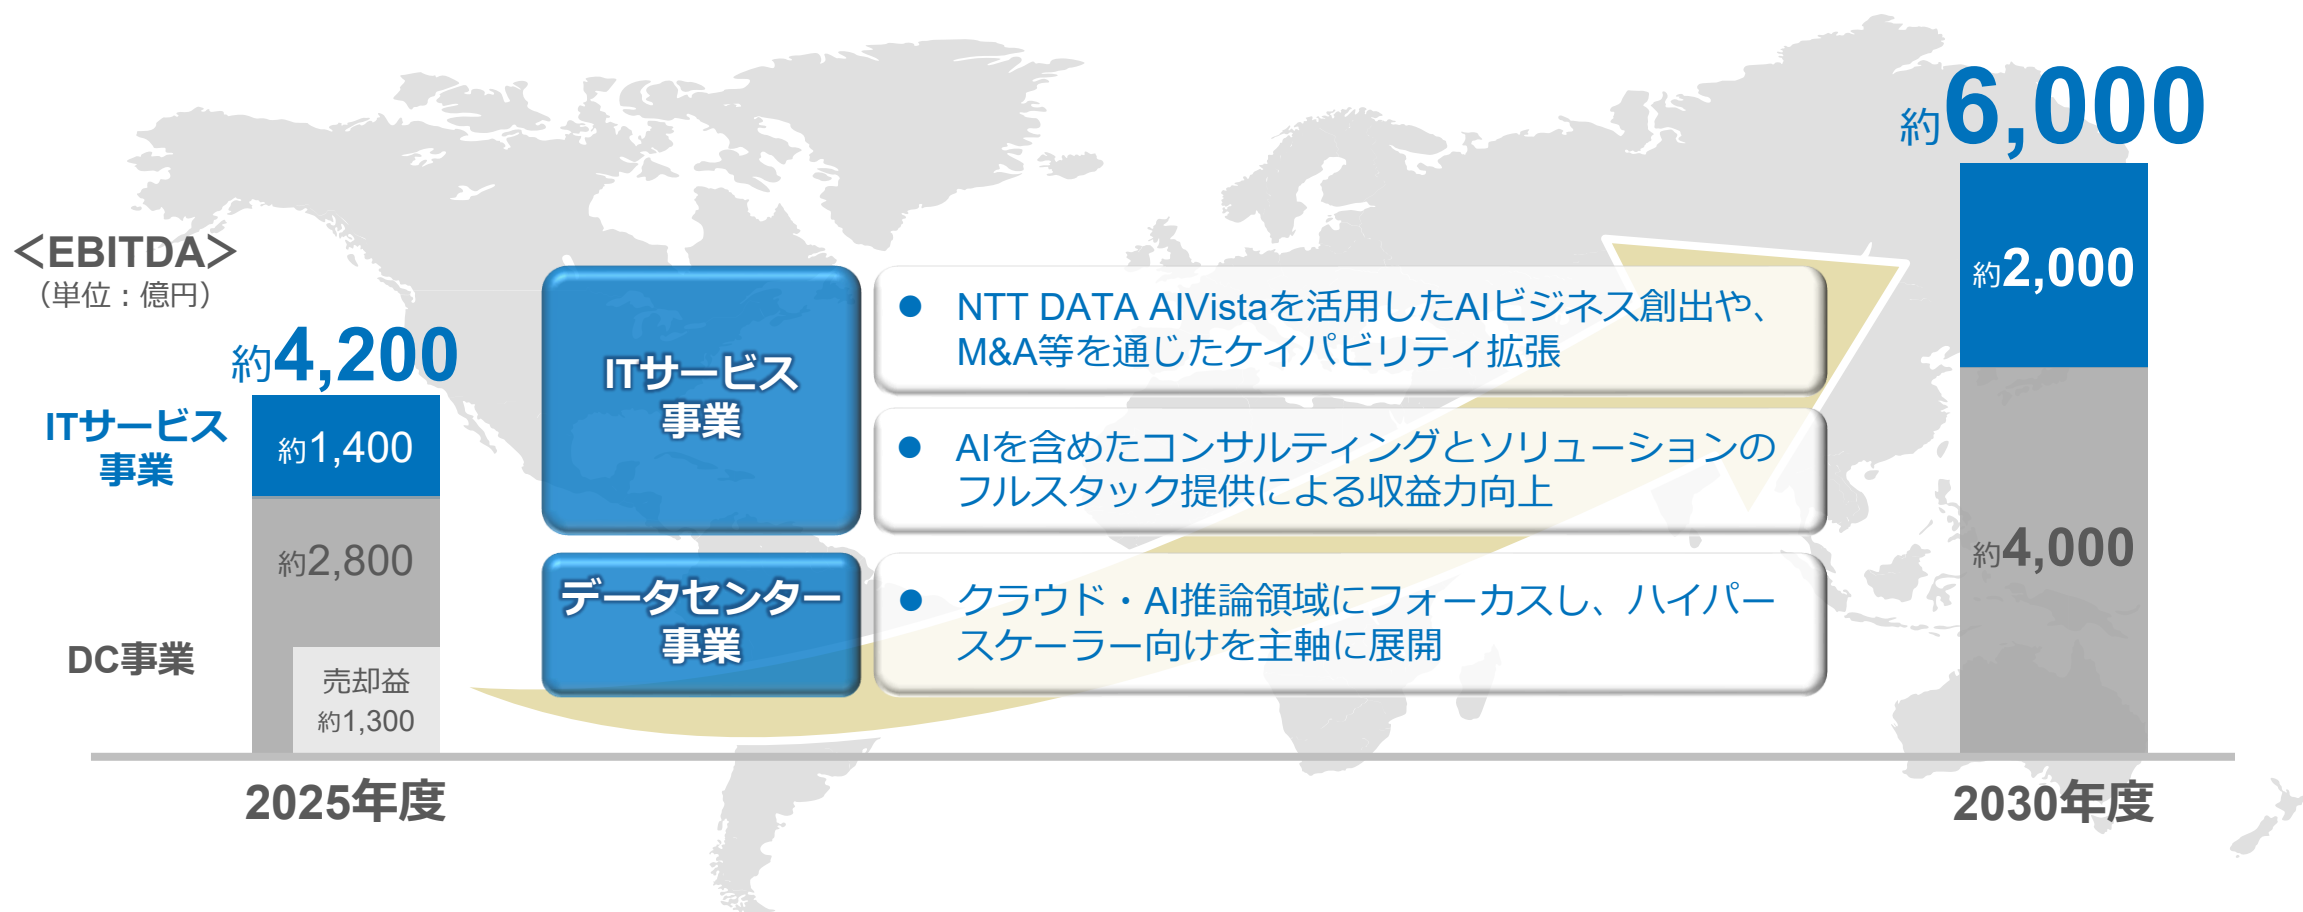 ＜EBITDA＞
（単位：億円）
約4,200
ITサービス
事業
約1,400
約2,800
DC事業
売却益
約1,300
2025年度
ITサービス
事業
● NTT DATA AIVistaを活用したAIビジネス創出や、
M&A等を通じたケイパビリティ拡張
● AIを含めたコンサルティングとソリューションの
フルスタック提供による収益力向上
データセンター
事業
● クラウド・AI推論領域にフォーカスし、ハイパー
スケーラー向けを主軸に展開
約6,000
約2,000
約4,000
2030年度